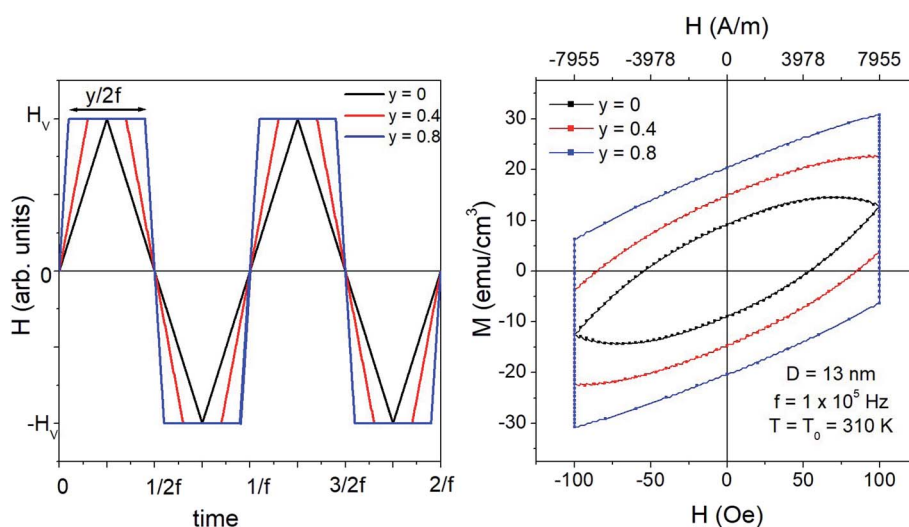 y/2f
y = 0
y = 0.4
y = 0.8
H (arb. units)
H_V
0
-H_V
0
1/2f
1/f
3/2f
2/f
time
H (A/m)
-7955
-3978
0
3978
7955
y = 0
y = 0.4
y = 0.8
M (emu/cm³)
30
20
10
0
-10
-20
-30
D = 13 nm
f = 1 x 10⁵ Hz
T = T₀ = 310 K
-100
-50
0
50
100
H (Oe)